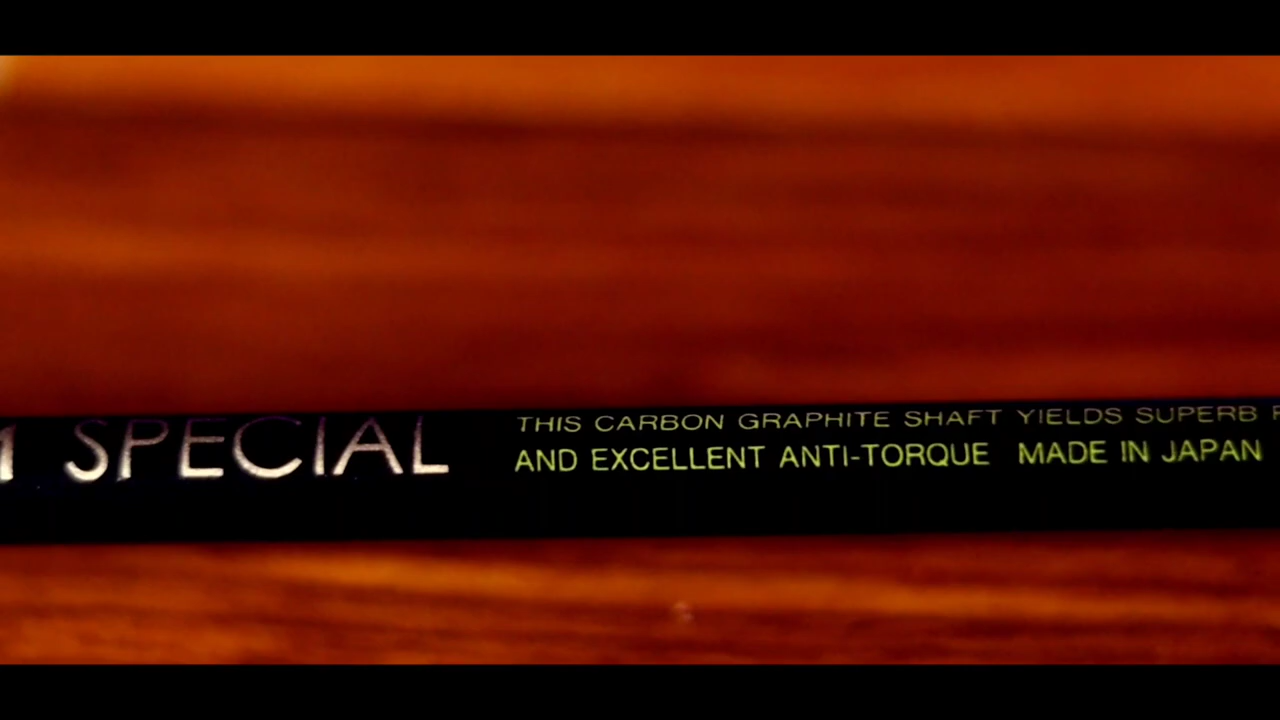 SPECIAL
THIS CARBON GRAPHITE SHAFT YIELDS SUPERB
AND EXCELLENT ANTI-TORQUE MADE IN JAPAN